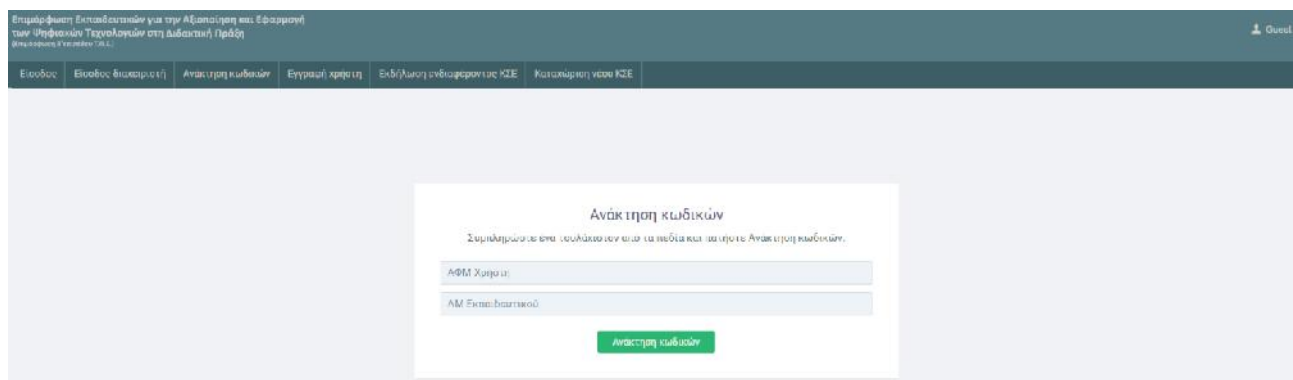 Επιμόρφωση Εκπαιδευτικών για την Αξιοποίηση και Εφαρμογή
των Ψηφιακών Τεχνολογιών στη Διδακτική Πράξη
(Επιμόρφωση Β'επιπέδου Τ.Π.Ε.)
Guest
Είσοδος Είσοδος διαχειριστή Ανάκτηση κωδικών Εγγραφή χρήστη Εκδήλωση ενδιαφέροντος ΚΣΕ Καταχώριση νέου ΚΣΕ
Ανάκτηση κωδικών
Συμπληρώστε ένα τουλάχιστον από τα πεδία και πατήστε Ανάκτηση κωδικών.
ΑΦΜ Χρήστη
ΑΜ Εκπαιδευτικού
Ανάκτηση κωδικών